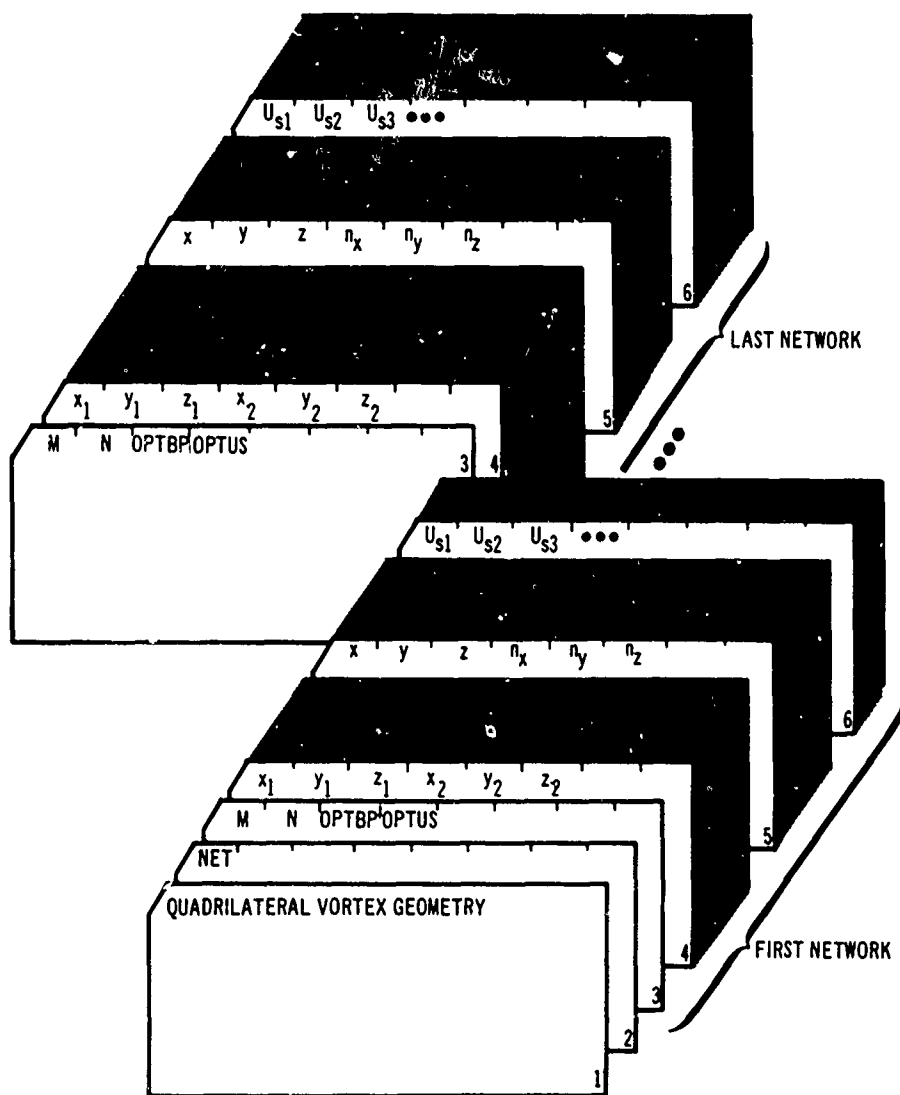 U_s1 U_s2 U_s3 •••
6
x y z n_x n_y n_z
5
LAST NETWORK
x_1 y_1 z_1 x_2 y_2 z_2
4
M N OPTBP OPTUS
3
U_s1 U_s2 U_s3 •••
6
x y z n_x n_y n_z
5
x_1 y_1 z_1 x_2 y_2 z_2
4
M N OPTBP OPTUS
3
NET
2
QUADRILATERAL VORTEX GEOMETRY
1
FIRST NETWORK